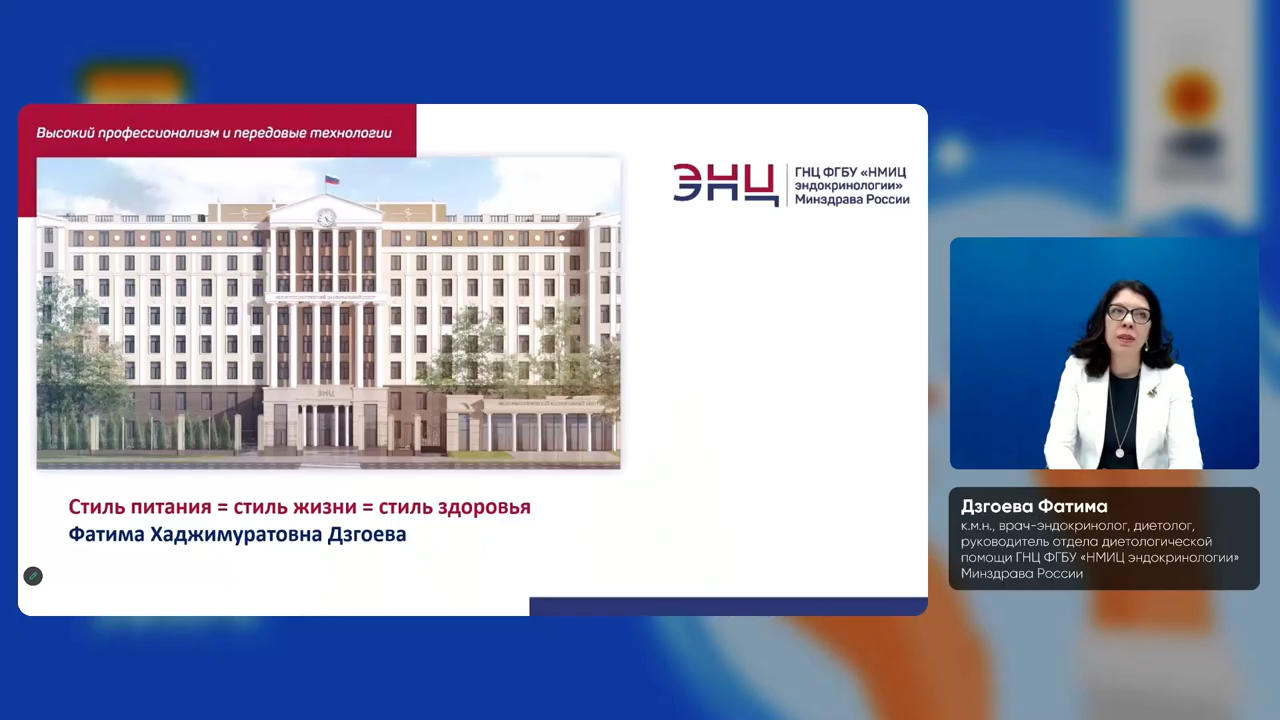 Высокий профессионализм и передовые технологии
ЭНЦ
ГНЦ ФГБУ «НМИЦ
эндокринологии»
Минздрава России
ЭНЦ
Стиль питания = стиль жизни = стиль здоровья
Фатима Хаджимуратовна Дзгоева
Дзгоева Фатима
к.м.н., врач-эндокринолог, диетолог,
руководитель отдела диетологической
помощи ГНЦ ФГБУ «НМИЦ эндокринологии»
Минздрава России